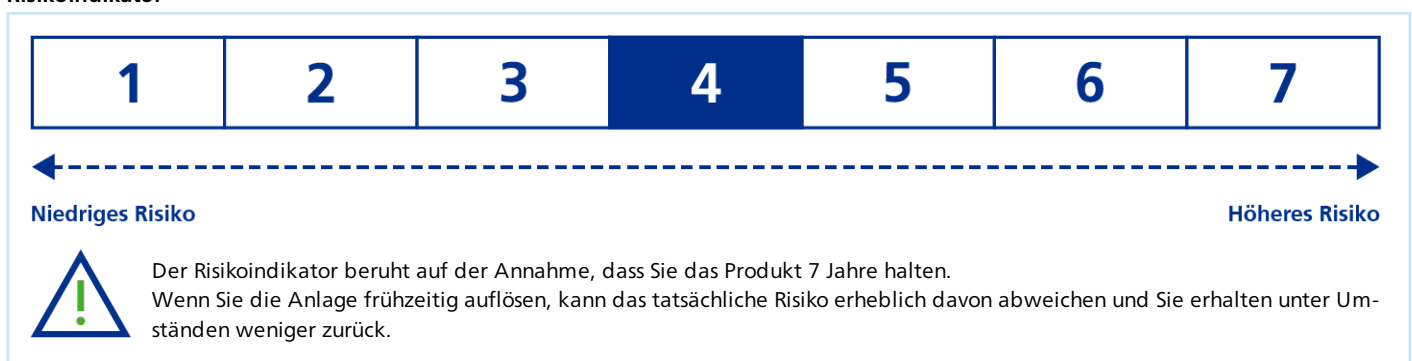 Risikoindikator
1 2 3 4 5 6 7
Niedriges Risiko Höheres Risiko
Der Risikoindikator beruht auf der Annahme, dass Sie das Produkt 7 Jahre halten.
Wenn Sie die Anlage frühzeitig auflösen, kann das tatsächliche Risiko erheblich davon abweichen und Sie erhalten unter Um-
ständen weniger zurück.